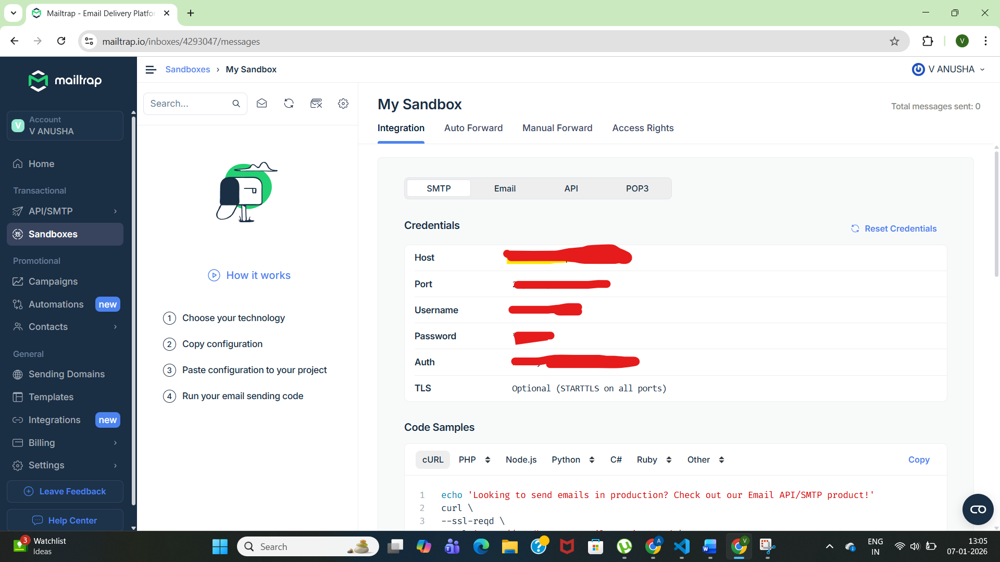 Mailtrap - Email Delivery Platfor
mailtrap.io/inboxes/4293047/messages
V
mailtrap
Account
V
V ANUSHA
Home
Transactional
API/SMTP
Sandboxes
Promotional
Campaigns
Automations new
Contacts
General
Sending Domains
Templates
Integrations new
Billing
Settings
Leave Feedback
Help Center
Sandboxes › My Sandbox
V ANUSHA
Search...
How it works
1 Choose your technology
2 Copy configuration
3 Paste configuration to your project
4 Run your email sending code
My Sandbox
Total messages sent: 0
Integration Auto Forward Manual Forward Access Rights
SMTP Email API POP3
Credentials
Reset Credentials
Host
Port
Username
Password
Auth
TLS Optional (STARTTLS on all ports)
Code Samples
cURL PHP Node.js Python C# Ruby Other Copy
1 echo 'Looking to send emails in production? Check out our Email API/SMTP product!'
2 curl \
3 --ssl-reqd \
3
Watchlist
Ideas
Search
ENG
IN
13:05
07-01-2026